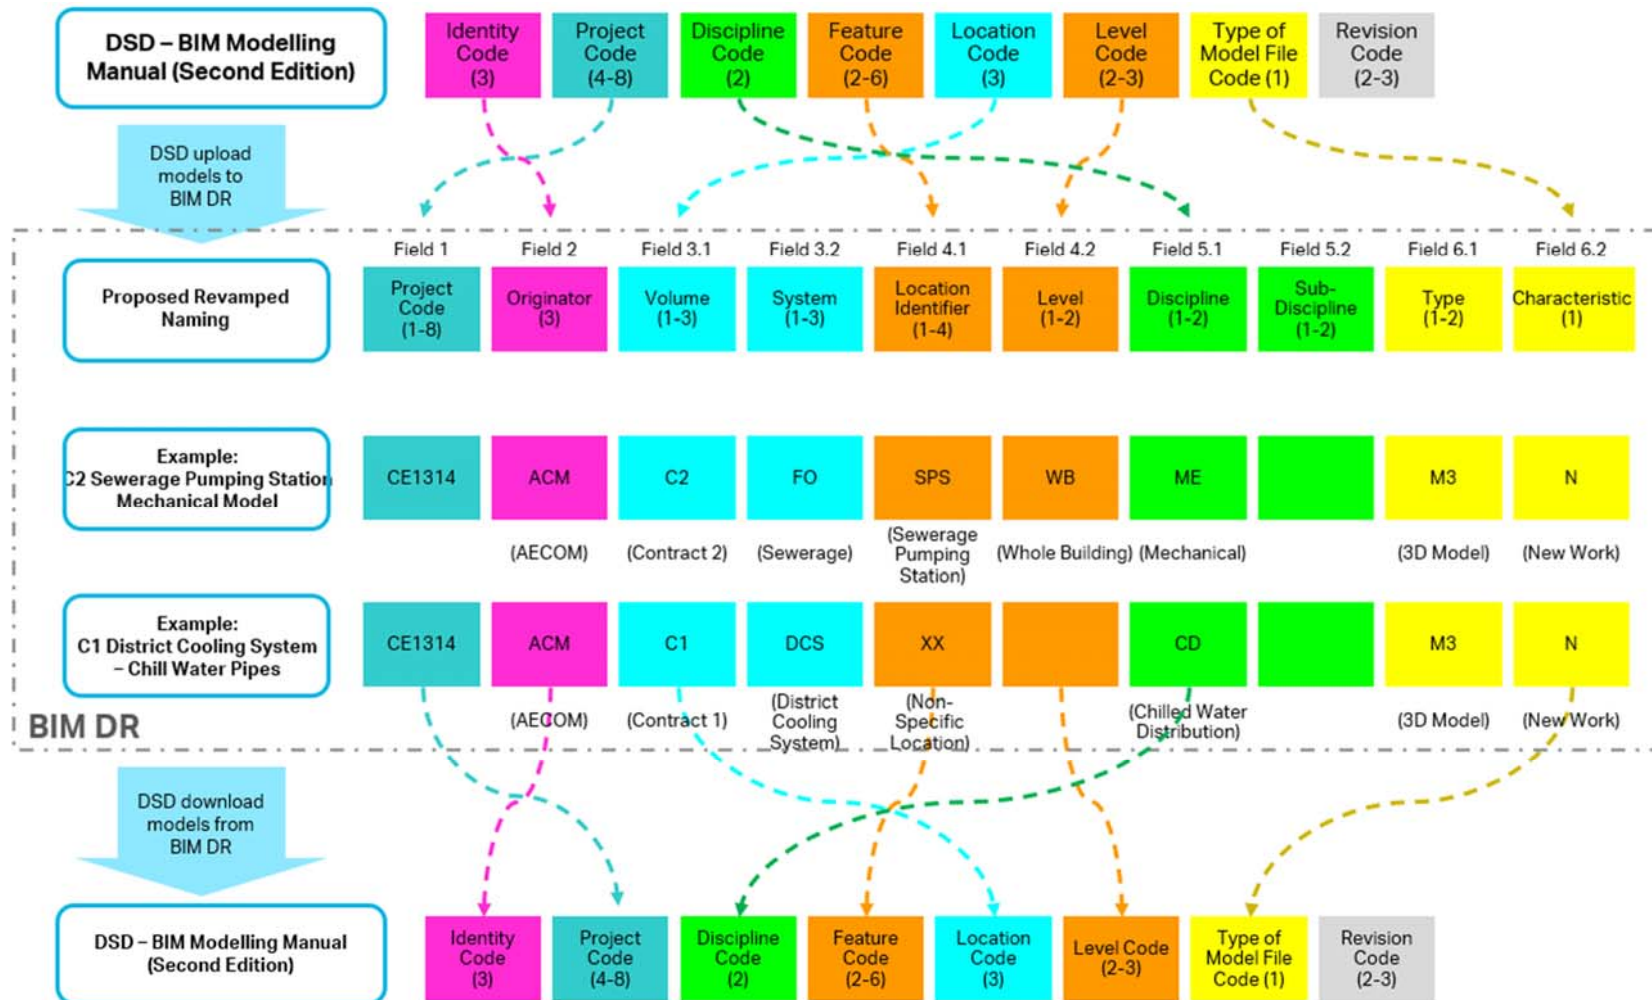 DSD – BIM Modelling
Manual (Second Edition)
Identity
Code
(3)
Project
Code
(4-8)
Discipline
Code
(2)
Feature
Code
(2-6)
Location
Code
(3)
Level
Code
(2-3)
Type of
Model File
Code (1)
Revision
Code
(2-3)
DSD upload
models to
BIM DR
Field 1
Field 2
Field 3.1
Field 3.2
Field 4.1
Field 4.2
Field 5.1
Field 5.2
Field 6.1
Field 6.2
Proposed Revamped
Naming
Project
Code
(1-8)
Originator
(3)
Volume
(1-3)
System
(1-3)
Location
Identifier
(1-4)
Level
(1-2)
Discipline
(1-2)
Sub-
Discipline
(1-2)
Type
(1-2)
Characteristic
(1)
Example:
C2 Sewerage Pumping Station
Mechanical Model
CE1314
ACM
C2
FO
SPS
WB
ME
M3
N
(AECOM)
(Contract 2)
(Sewerage)
(Sewerage
Pumping
Station)
(Whole Building)
(Mechanical)
(3D Model)
(New Work)
Example:
C1 District Cooling System
– Chill Water Pipes
CE1314
ACM
C1
DCS
XX
CD
M3
N
(AECOM)
(Contract 1)
(District
Cooling
System)
(Non-
Specific
Location)
(Chilled Water
Distribution)
(3D Model)
(New Work)
BIM DR
DSD download
models from
BIM DR
DSD – BIM Modelling Manual
(Second Edition)
Identity
Code
(3)
Project
Code
(4-8)
Discipline
Code
(2)
Feature
Code
(2-6)
Location
Code
(3)
Level Code
(2-3)
Type of
Model File
Code (1)
Revision
Code
(2-3)